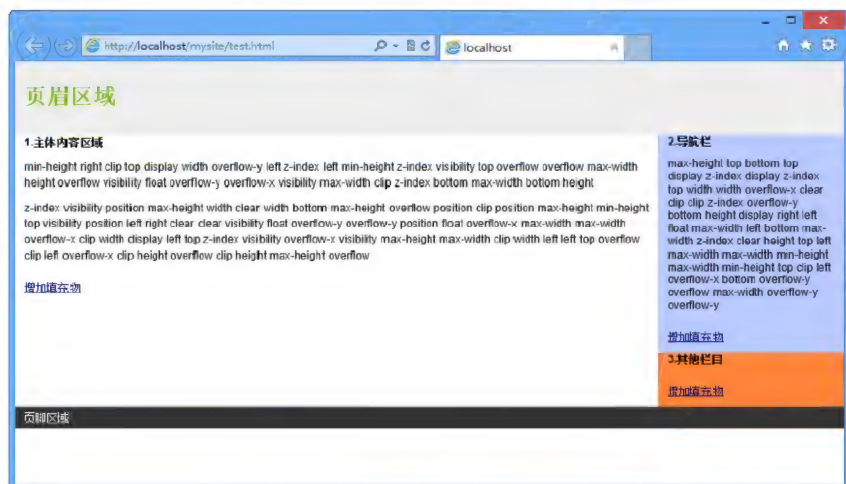 http://localhost/mysite/test.html
localhost
页眉区域
1.主体内容区域
min-height right clip top display width overflow-y left z-index left min-height z-index visibility top overflow overflow max-width
height overflow visibility float overflow-y overflow-x visibility max-width clip z-index bottom max-width bottom height
z-index visibility position max-height width clear width bottom max-height overflow position clip position max-height min-height
top visibility position left right clear clear visibility float overflow-y overflow-y position float overflow-x max-width max-width
overflow-x clip width display left top z-index visibility overflow-x visibility max-height max-width clip width left left top overflow
clip left overflow-x clip height overflow clip height max-height overflow
增加填充物
2.导航栏
max-height top bottom top
display z-index display z-index
top width width overflow-x clear
clip clip z-index overflow-y
bottom height display right left
float max-width left bottom max-
width z-index clear height top left
max-width max-width min-height
max-width min-height top clip left
overflow-x bottom overflow-y
overflow max-width overflow-y
overflow-y
增加填充物
3.其他栏目
增加填充物
页脚区域